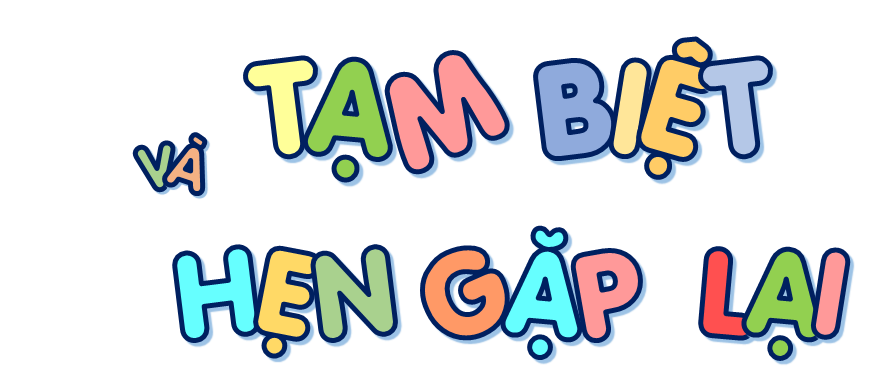 VÀ TẠM BIỆT
HẸN GẶP LẠI